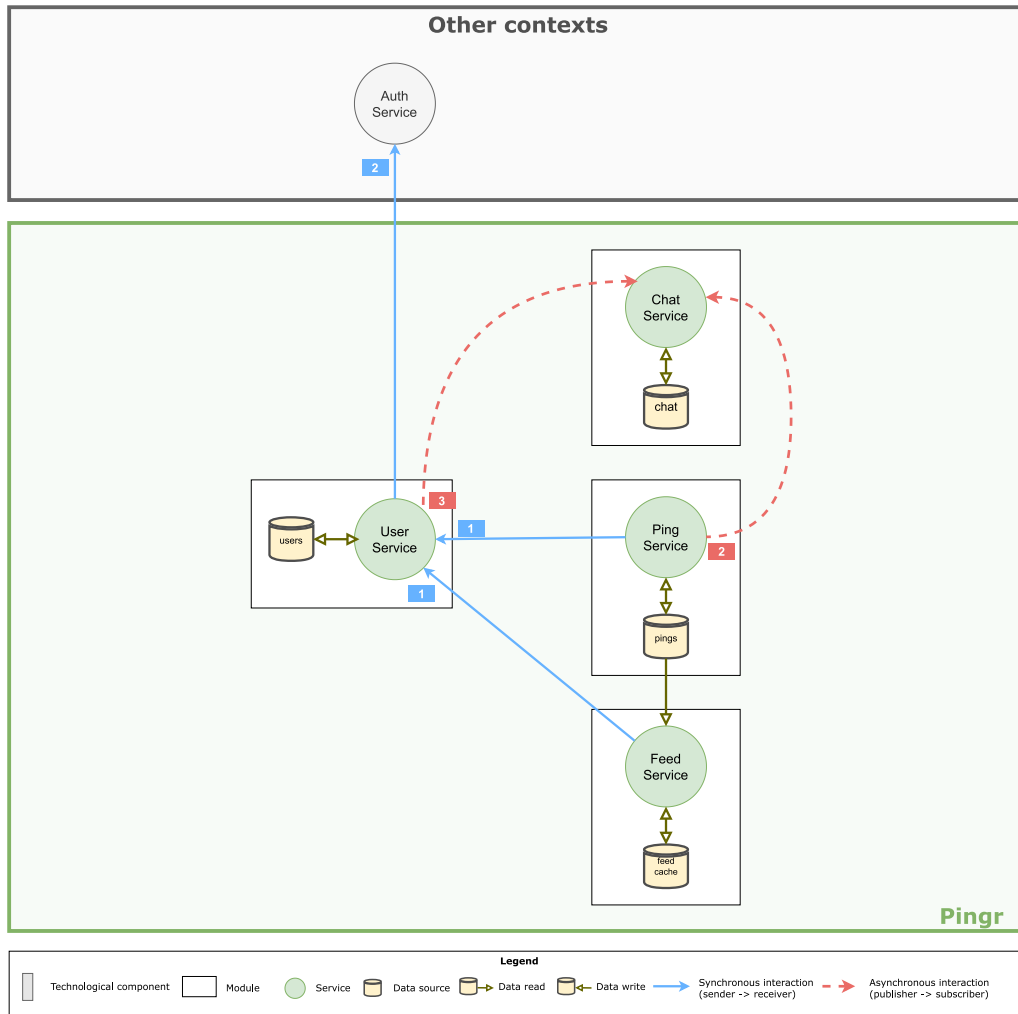 Other contexts
Auth
Service
2
Chat
Service
chat
3
User
Service
users
1
1
Ping
Service
2
pings
Feed
Service
feed
cache
Pingr
Legend
Technological component
Module
Service
Data source
Data read
Data write
Synchronous interaction
(sender -> receiver)
Asynchronous interaction
(publisher -> subscriber)